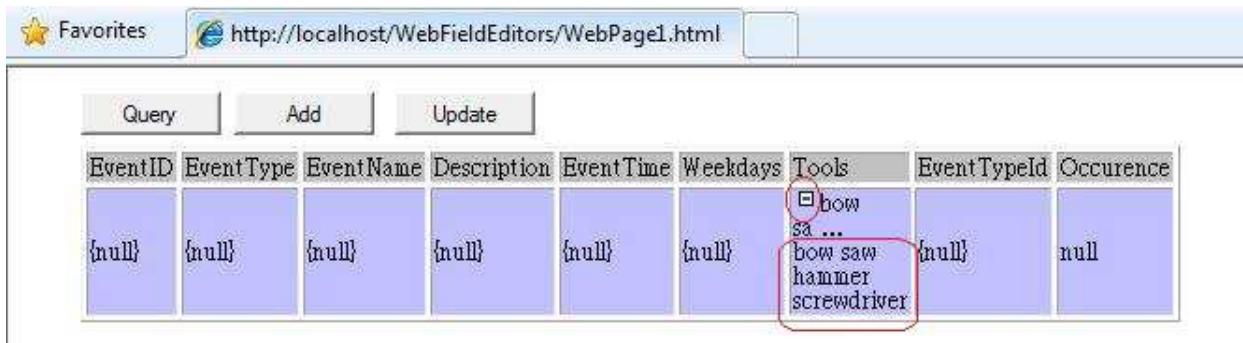 Favorites
http://localhost/WebFieldEditors/WebPage1.html
Query Add Update
EventID EventType EventName Description EventTime Weekdays Tools EventTypeId Occurence
bow
sa ...
{null} {null} {null} {null} {null} {null} bow saw {null} null
hammer
screwdriver